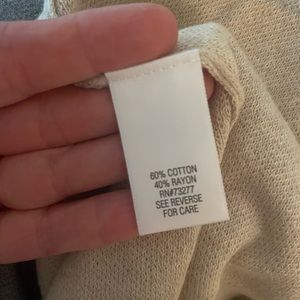 60% COTTON
40% RAYON
RN#73277
SEE REVERSE
FOR CARE